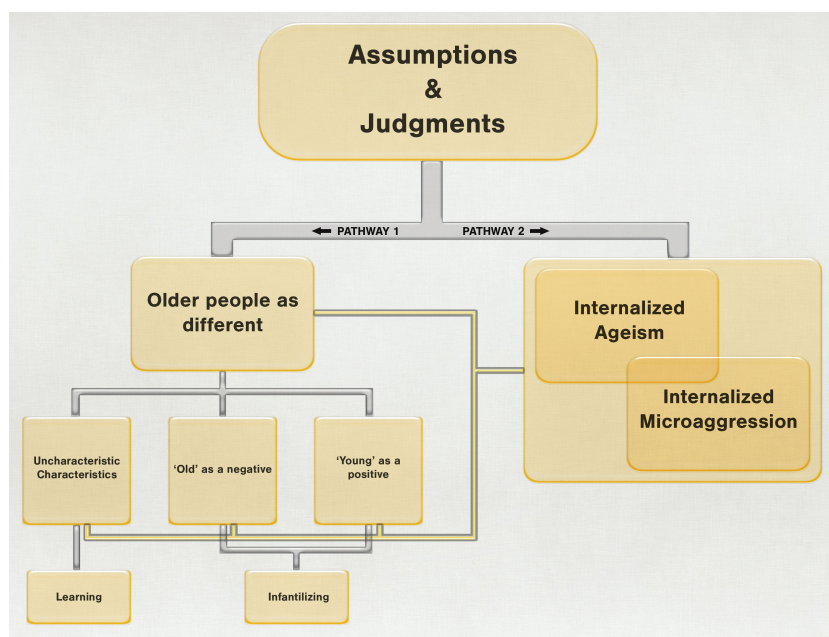 Assumptions
&
Judgments
PATHWAY 1
PATHWAY 2
Older people as
different
Internalized
Ageism
Internalized
Microaggression
Uncharacteristic
Characteristics
‘Old’ as a negative
‘Young’ as a
positive
Learning
Infantilizing